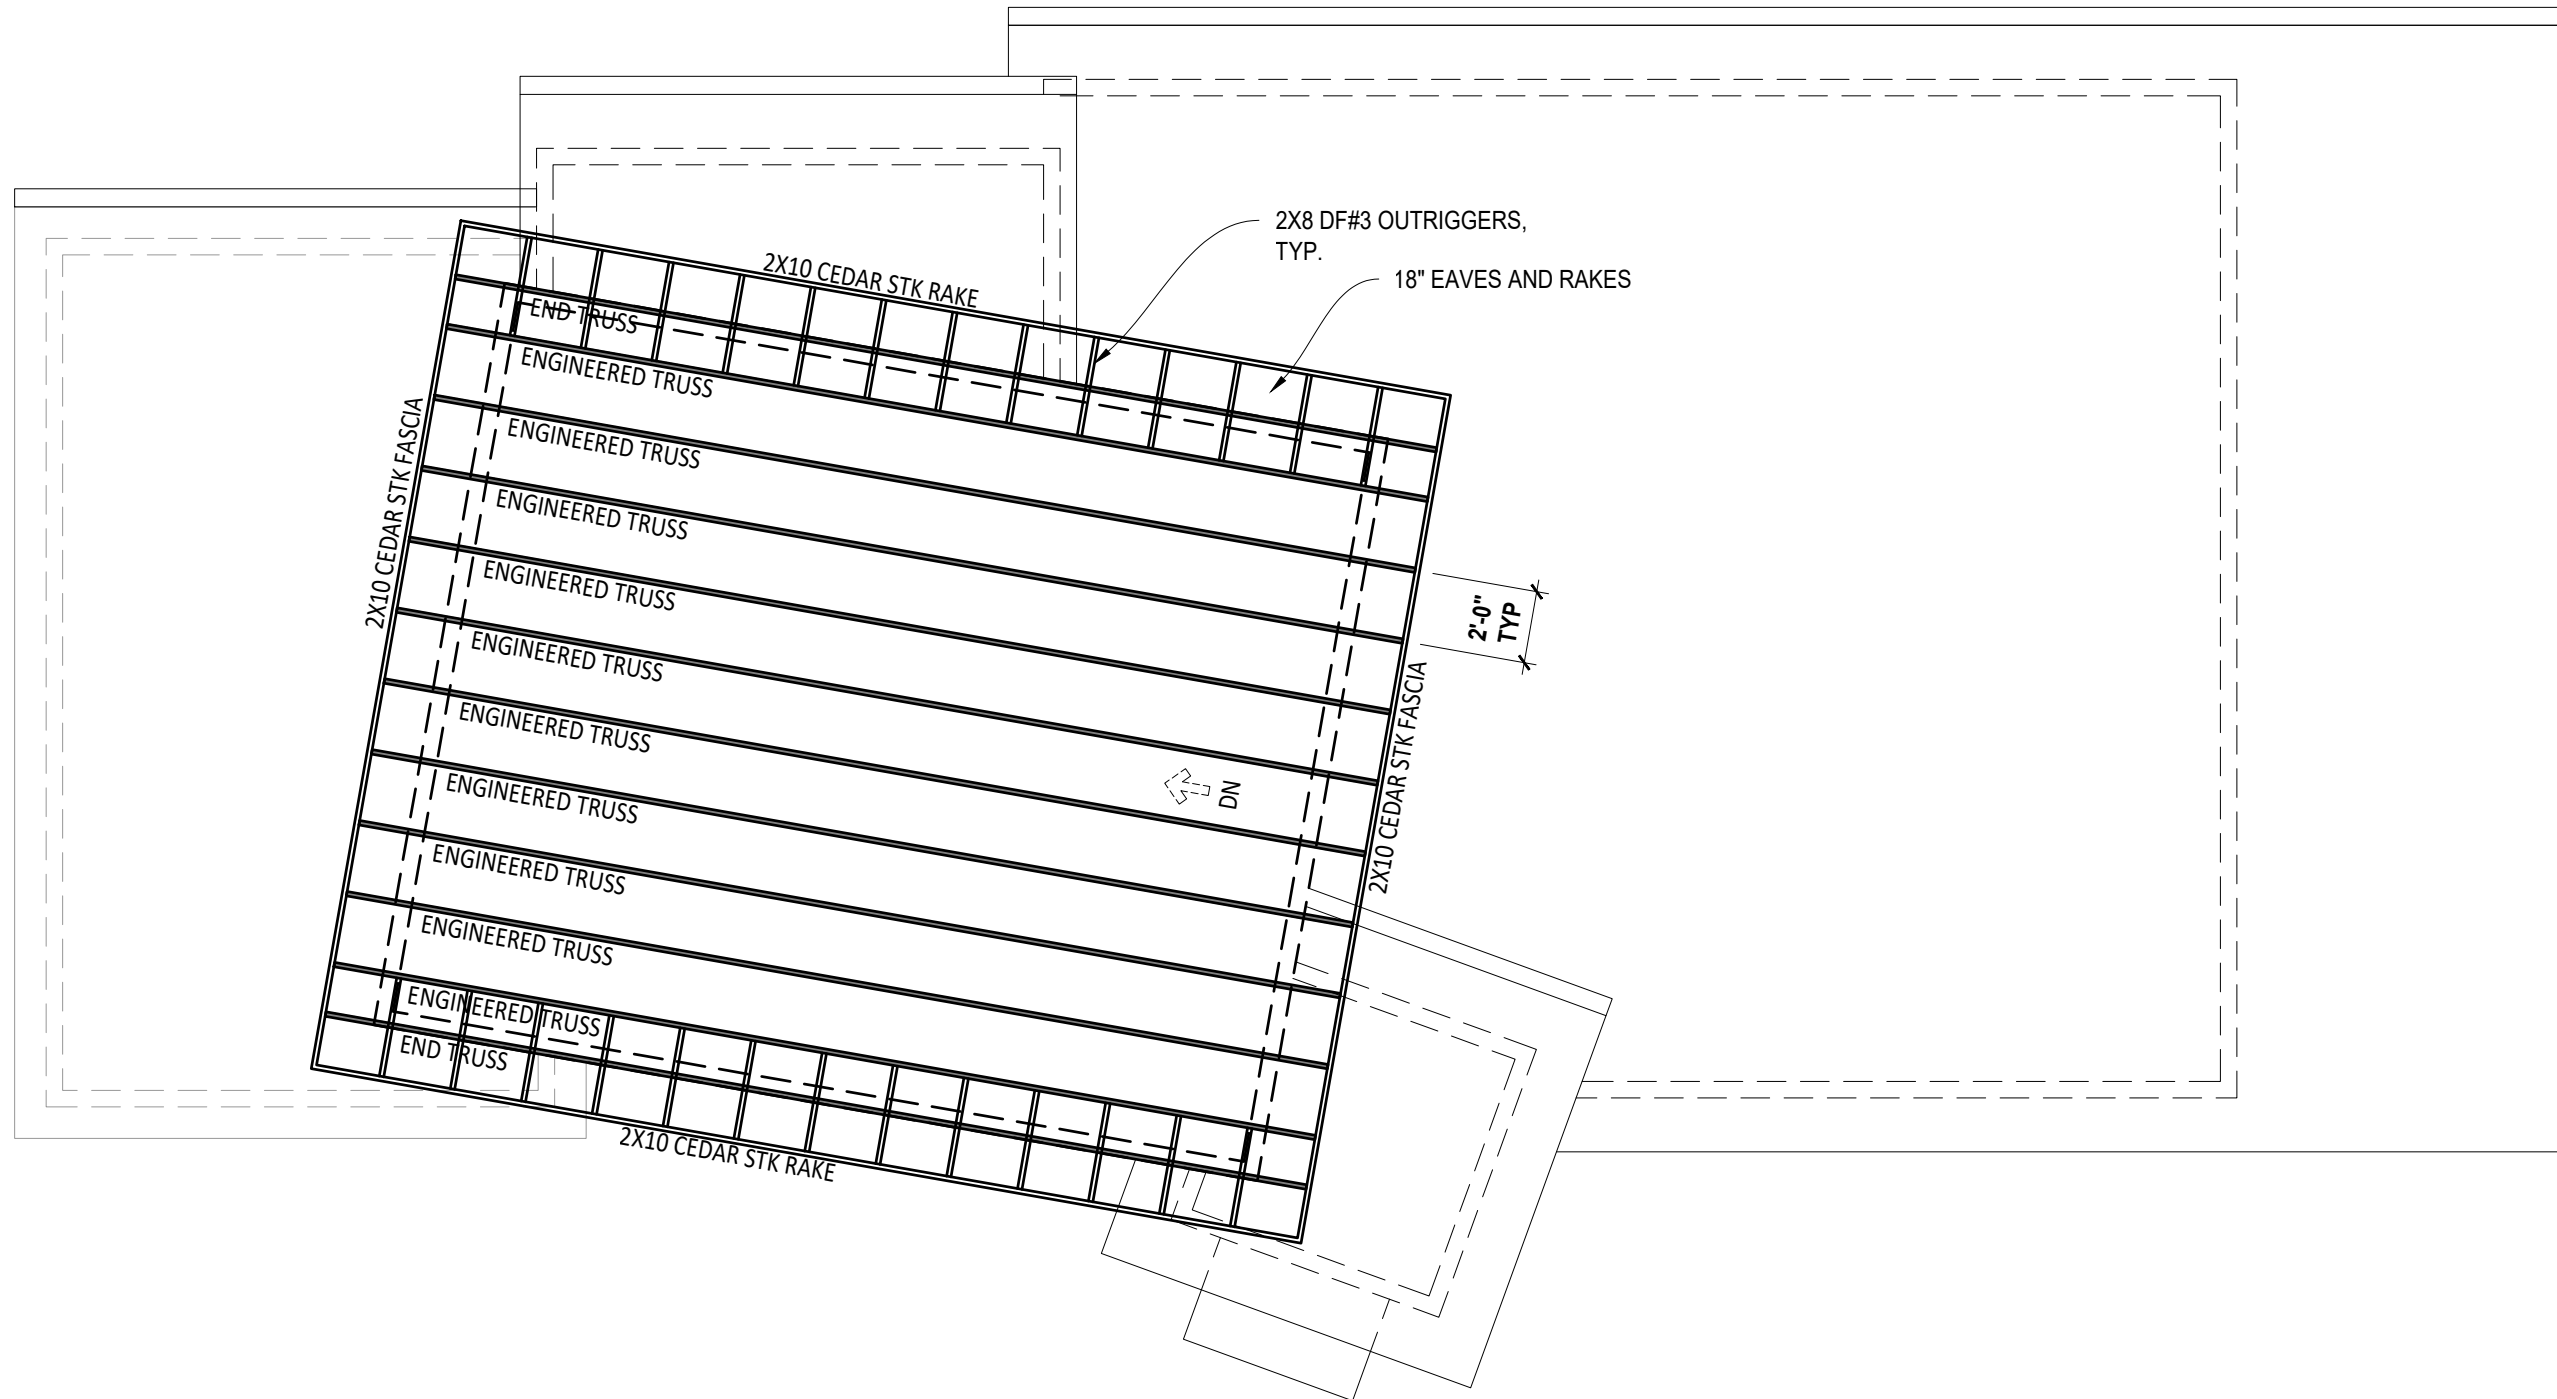 2X8 DF#3 OUTRIGGERS,
TYP.
18" EAVES AND RAKES
2X10 CEDAR STK RAKE
END TRUSS
ENGINEERED TRUSS
ENGINEERED TRUSS
ENGINEERED TRUSS
ENGINEERED TRUSS
ENGINEERED TRUSS
ENGINEERED TRUSS
ENGINEERED TRUSS
ENGINEERED TRUSS
ENGINEERED TRUSS
ENGINEERED TRUSS
END TRUSS
2X10 CEDAR STK FASCIA
2'-0"
TYP
DN
2X10 CEDAR STK FASCIA
2X10 CEDAR STK RAKE